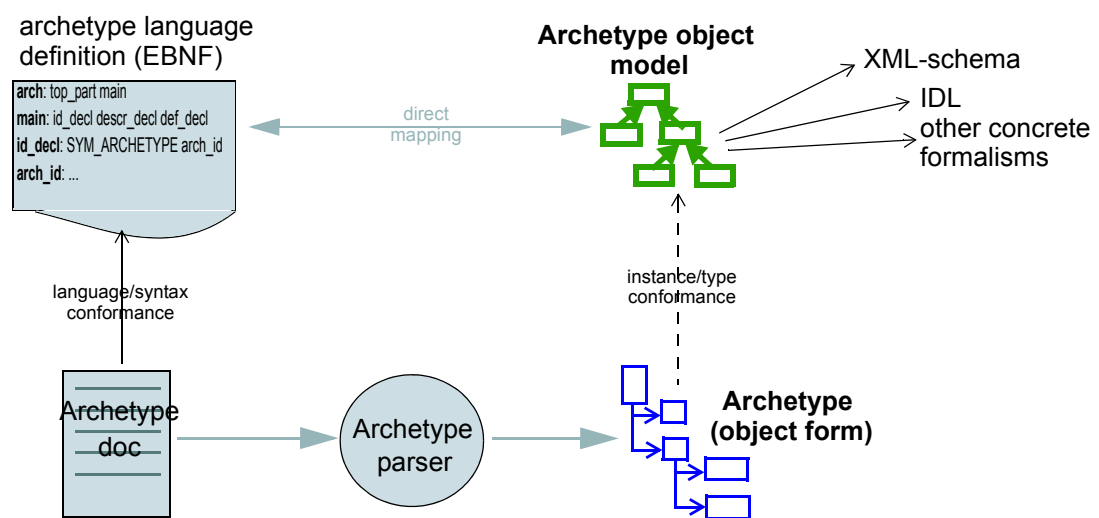 archetype language
definition (EBNF)
arch: top_part main
main: id_decl descr_decl def_decl
id_decl: SYM_ARCHETYPE arch_id
arch_id: ...
direct
mapping
Archetype object
model
XML-schema
IDL
other concrete
formalisms
language/syntax
conformance
instance/type
conformance
Archetype
doc
Archetype
parser
Archetype
(object form)